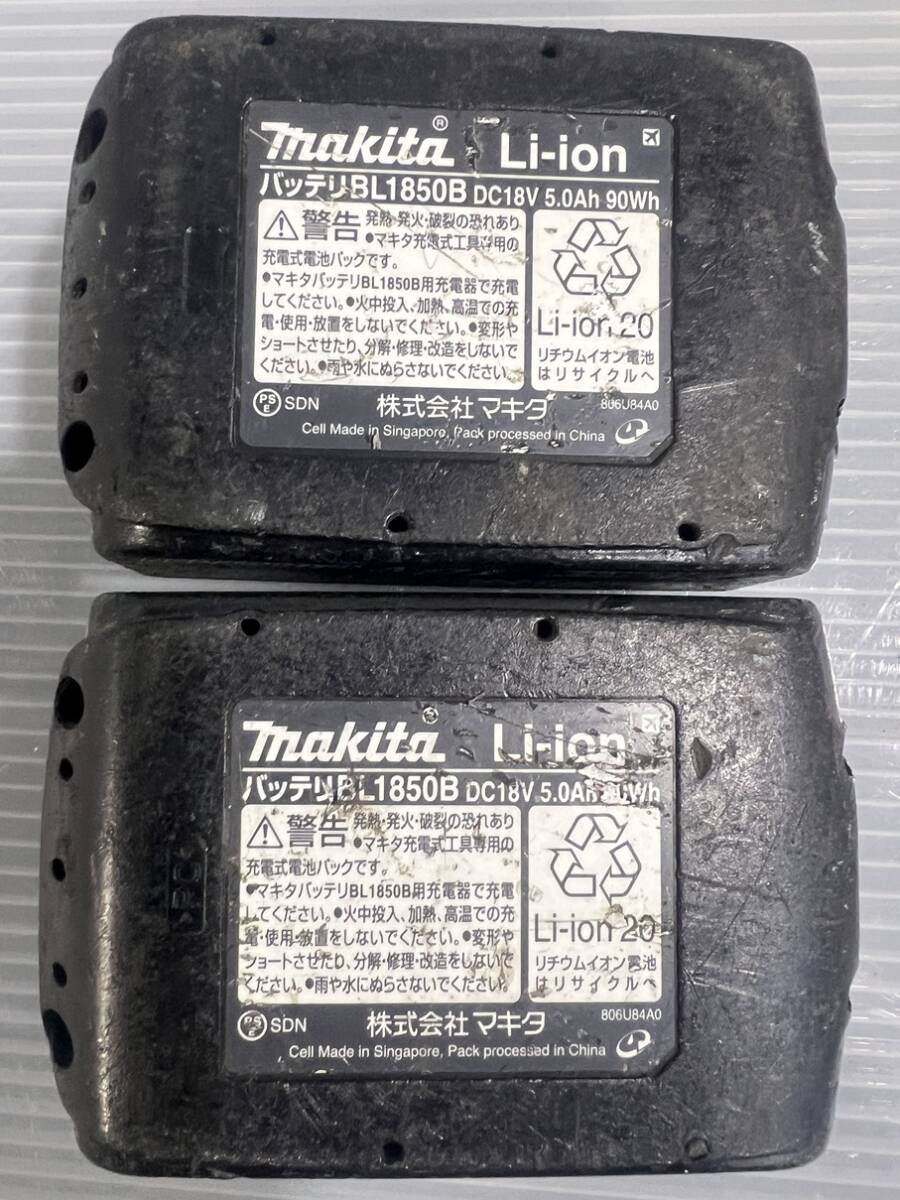 makita® Li-ion
バッテリBL1850B DC18V 5.0Ah 90Wh
警告 発熱・発火・破裂の恐れあり
●マキタ充電式工具専用の
充電式電池パックです。
●マキタバッテリBL1850B用充電器で充電
してください。●火中投入、加熱、高温での充
電・使用・放置をしないでください。●変形や
ショートさせたり、分解・修理・改造をしないで
ください。●雨や水にぬらさないでください。
Li-ion 20
リチウムイオン電池
はリサイクルへ
PS
E SDN 株式会社マキタ 806U84A0
Cell Made in Singapore, Pack processed in China
makita Li-ion
バッテリBL1850B DC18V 5.0Ah
警告 発熱・発火・破裂の恐れあり
●マキタ充電式工具専用の
充電式電池パックです。
●マキタバッテリBL1850B用充電器で充電
してください。●火中投入、加熱、高温での充
電・使用・放置をしないでください。●変形や
ショートさせたり、分解・修理・改造をしないで
ください。●雨や水にぬらさないでください。
Li-ion 20
リチウムイオン電池
はリサイクルへ
PS
E SDN 株式会社マキタ 806U84A0
Cell Made in Singapore, Pack processed in China